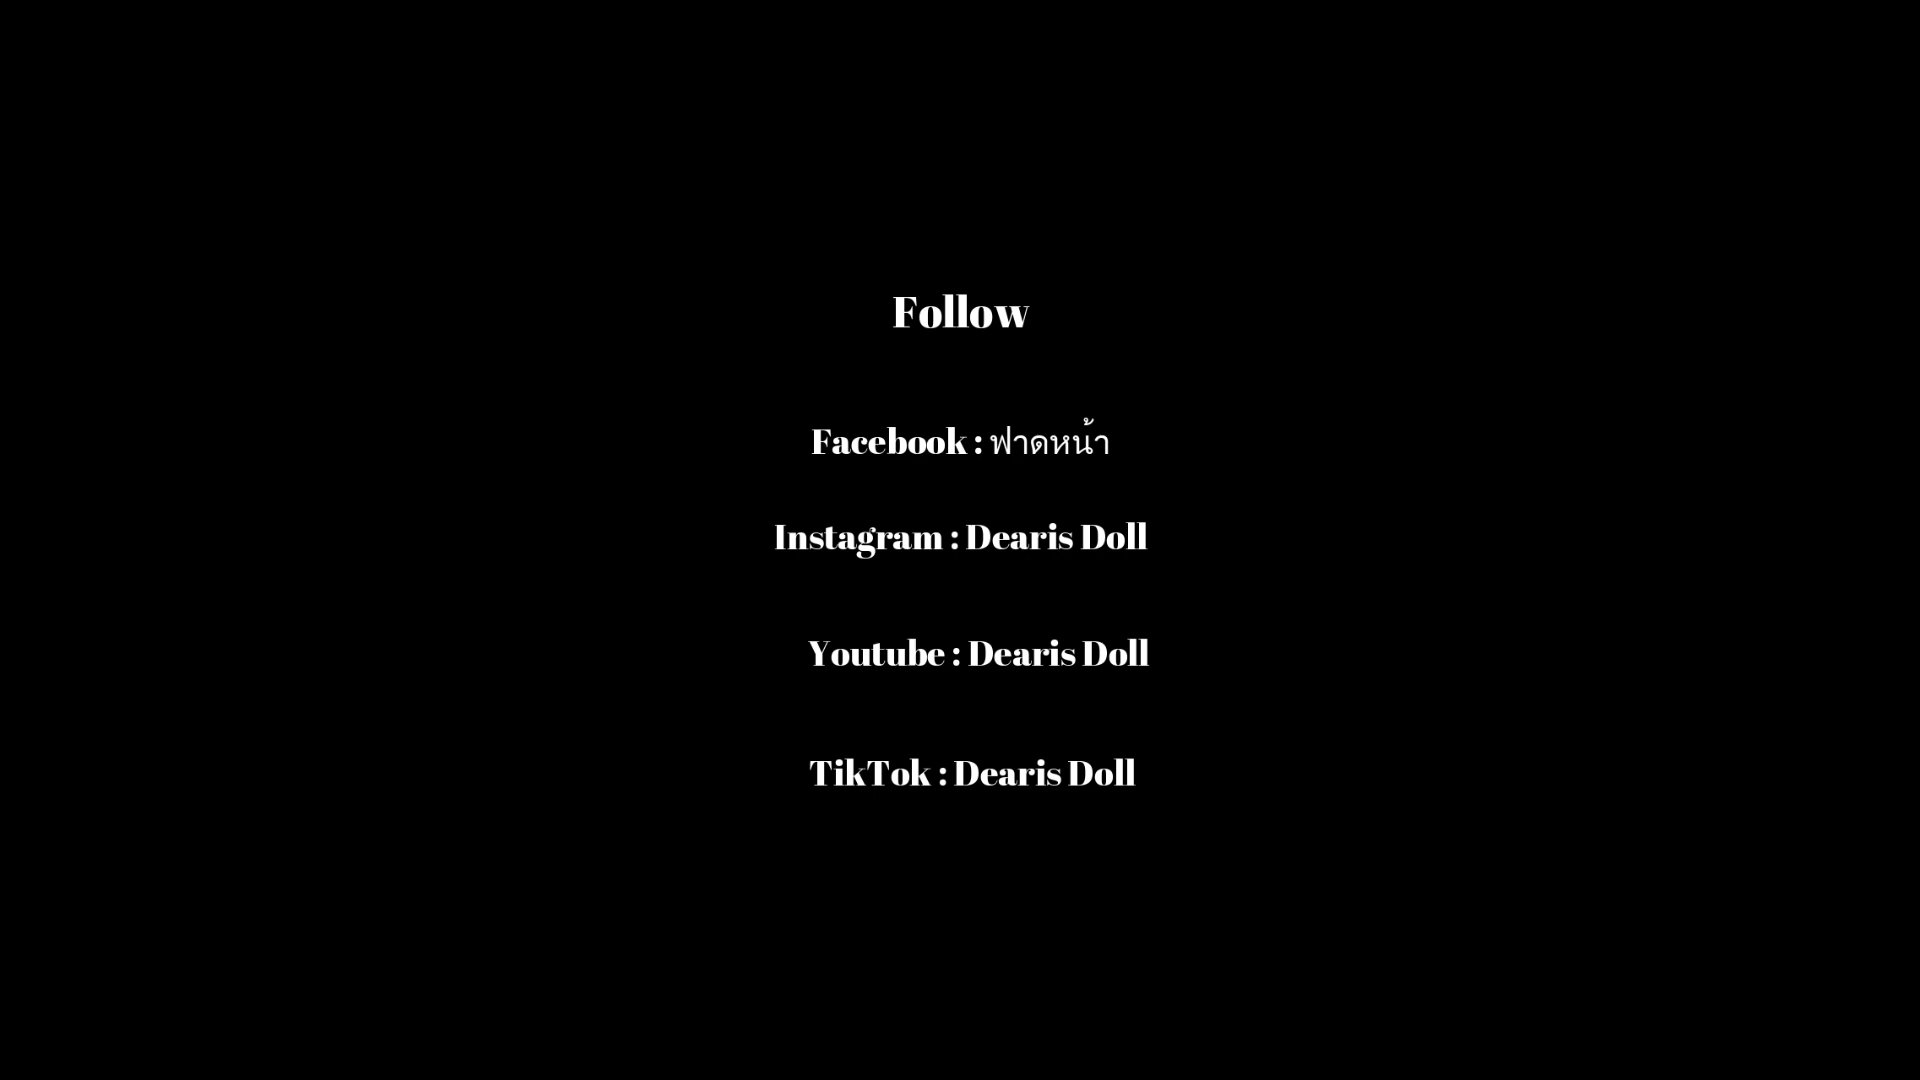 Follow
Facebook : ฟาดหน้า
Instagram : Dearis Doll
Youtube : Dearis Doll
TikTok : Dearis Doll